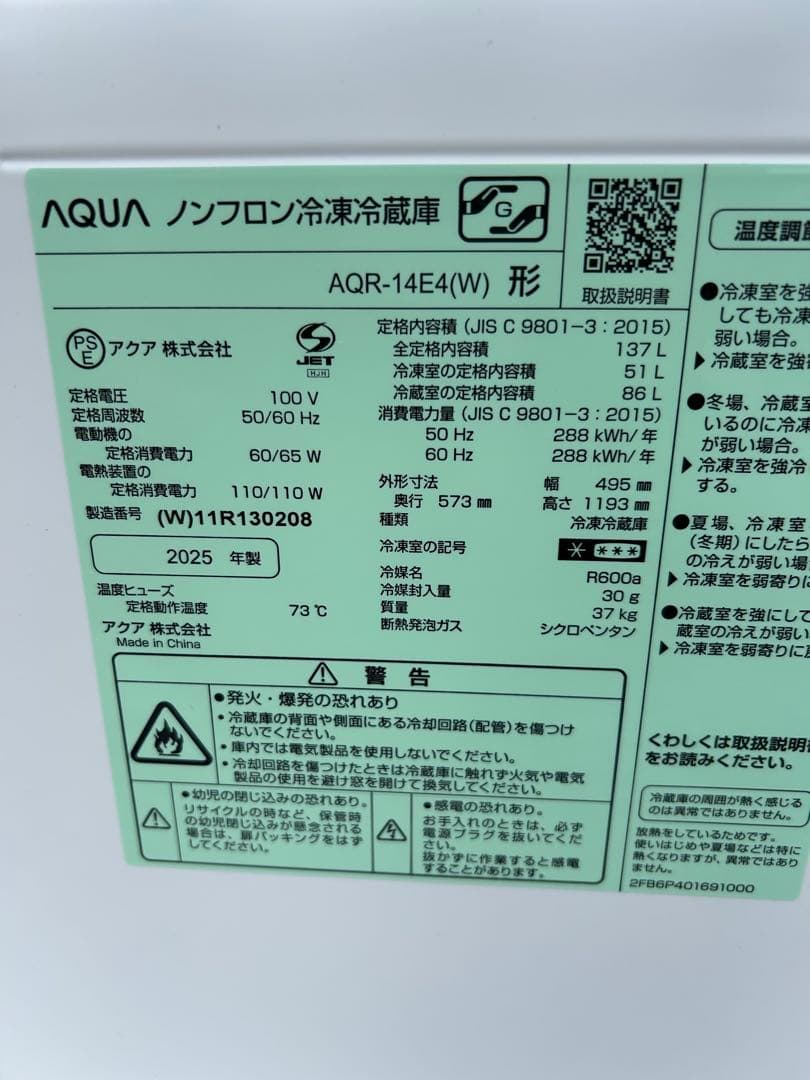 AQUA ノンフロン冷凍冷蔵庫
G
AQR-14E4(W) 形
取扱説明書
PS
E
アクア 株式会社
S
JET
HJH
定格電圧 100 V
定格周波数 50/60 Hz
電動機の
定格消費電力 60/65 W
電熱装置の
定格消費電力 110/110 W
製造番号 (W)11R130208
2025 年製
温度ヒューズ
定格動作温度 73 ℃
アクア 株式会社
Made in China
定格内容積 (JIS C 9801-3：2015)
全定格内容積 137 L
冷凍室の定格内容積 51 L
冷蔵室の定格内容積 86 L
消費電力量 (JIS C 9801-3：2015)
50 Hz 288 kWh/年
60 Hz 288 kWh/年
外形寸法 幅 495 mm
奥行 573 mm 高さ 1193 mm
種類 冷凍冷蔵庫
冷凍室の記号 * ***
冷媒名 R600a
冷媒封入量 30 g
質量 37 kg
断熱発泡ガス シクロペンタン
警告
●発火・爆発の恐れあり
・冷蔵庫の背面や側面にある冷却回路(配管)を傷つけ
ないでください。
・庫内では電気製品を使用しないでください。
・冷却回路を傷つけたときは冷蔵庫に触れず火気や電気
製品の使用を避け窓を開けて換気してください。
●幼児の閉じ込みの恐れあり。
リサイクルの時など、保管時
の幼児閉じ込みが懸念される
場合は、扉パッキングをはず
してください。
●感電の恐れあり。
お手入れのときは、必ず
電源プラグを抜いてくだ
さい。
抜かずに作業すると感電
することがあります。
温度調節
●冷凍室を強
しても冷凍
弱い場合。
▶冷蔵室を強
●冬場、冷蔵室
いるのに冷凍
が弱い場合。
▶冷凍室を強冷
する。
●夏場、冷凍室
(冬期)にしたら
の冷えが弱い場
▶冷凍室を弱寄りに
●冷蔵室を強にして
蔵室の冷えが弱い
▶冷凍室を弱寄りに
くわしくは取扱説明書
をお読みください。
冷蔵庫の周囲が熱く感じる
のは異常ではありません。
放熱をしているためです。
使いはじめや夏場などは特に
熱くなりますが、異常ではあり
ません。
2FB6P401691000